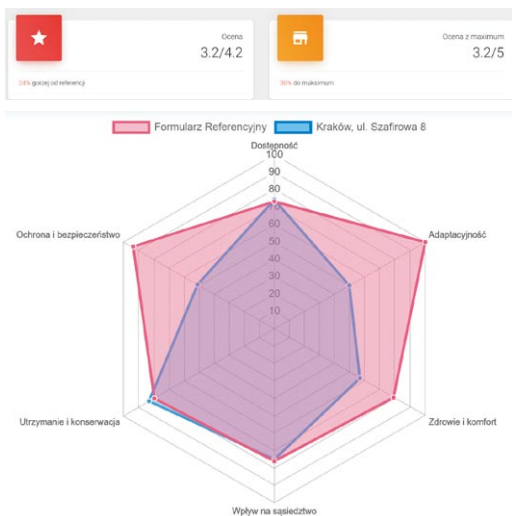 Ocena
3.2/4.2
24% gorzej od referencji
Ocena z maximum
3.2/5
36% do maksimum
Formularz Referencyjny
Kraków, ul. Szafirowa 8
Dostępność
100
90
80
70
60
50
40
30
20
10
Ochrona i bezpieczeństwo
Adaptacyjność
Utrzymanie i konserwacja
Zdrowie i komfort
Wpływ na sąsiedztwo